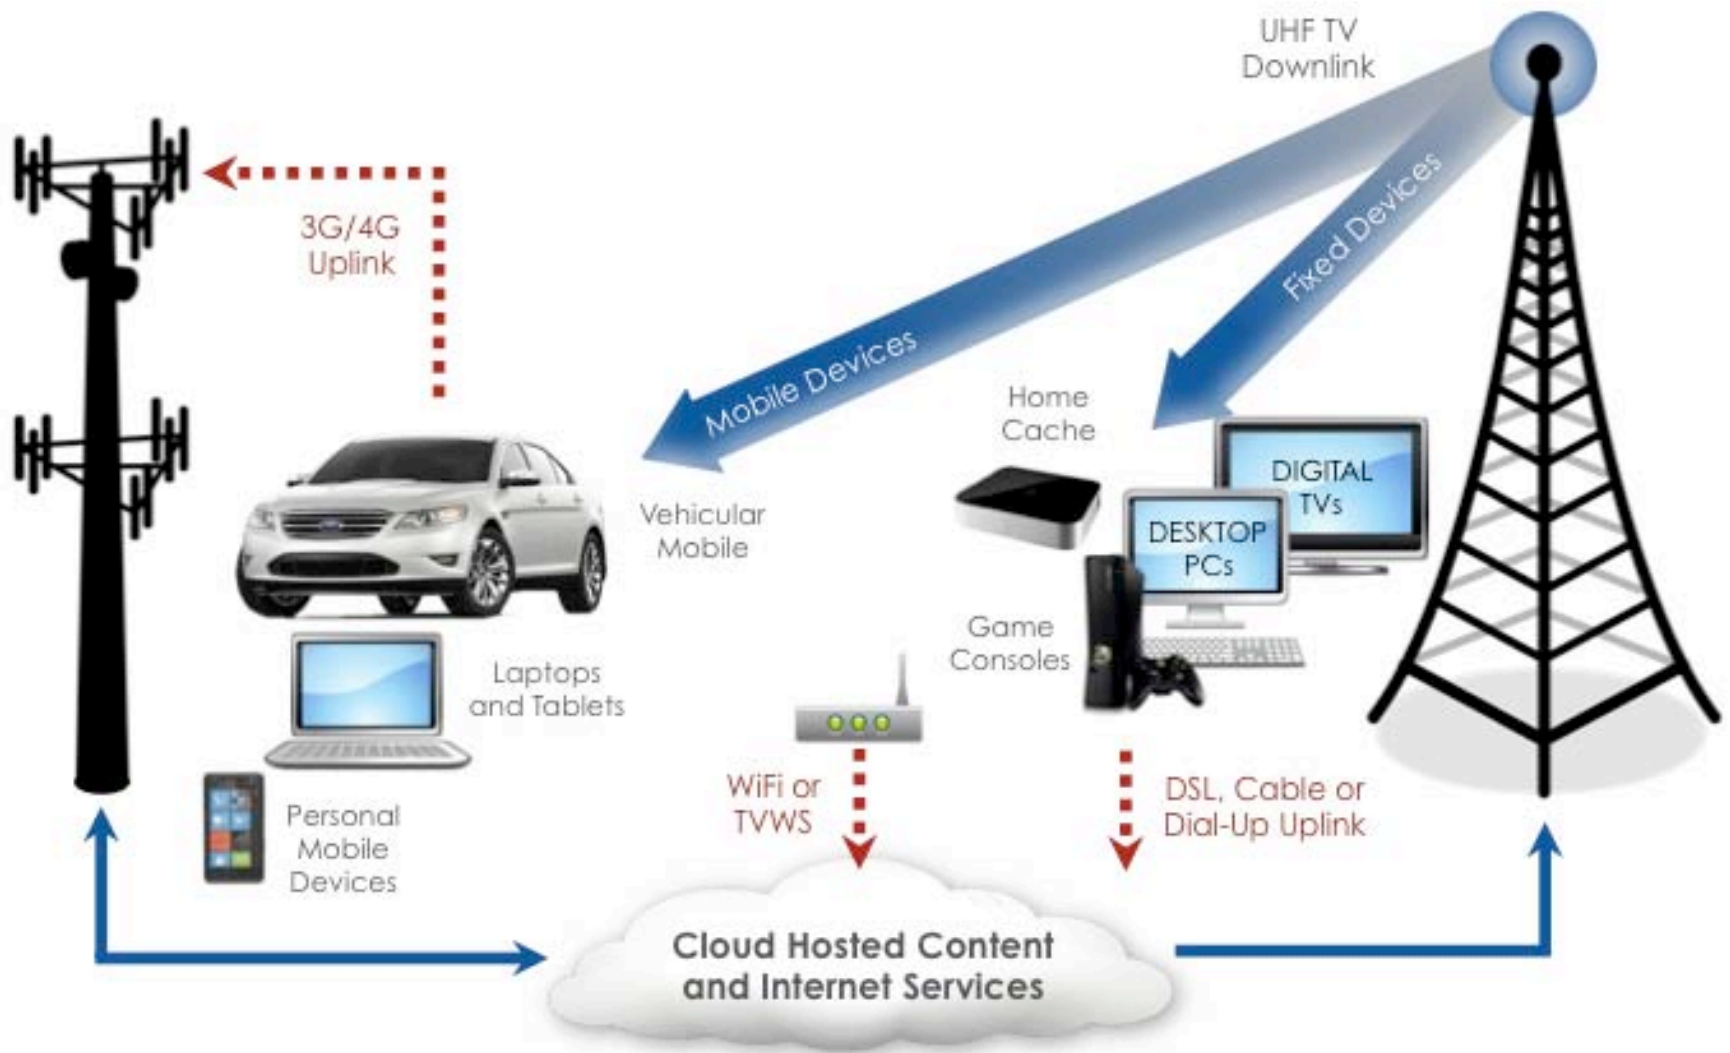 UHF TV
Downlink
3G/4G
Uplink
Mobile Devices
Fixed Devices
Home
Cache
DIGITAL
TVs
DESKTOP
PCs
Vehicular
Mobile
Game
Consoles
Laptops
and Tablets
WiFi or
TVWS
DSL, Cable or
Dial-Up Uplink
Personal
Mobile
Devices
Cloud Hosted Content
and Internet Services